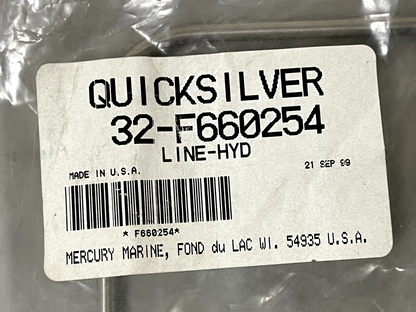 QUICKSILVER
32-F660254
LINE-HYD
MADE IN U.S.A.
21 SEP 99
* F660254*
MERCURY MARINE, FOND du LAC WI. 54935 U.S.A.